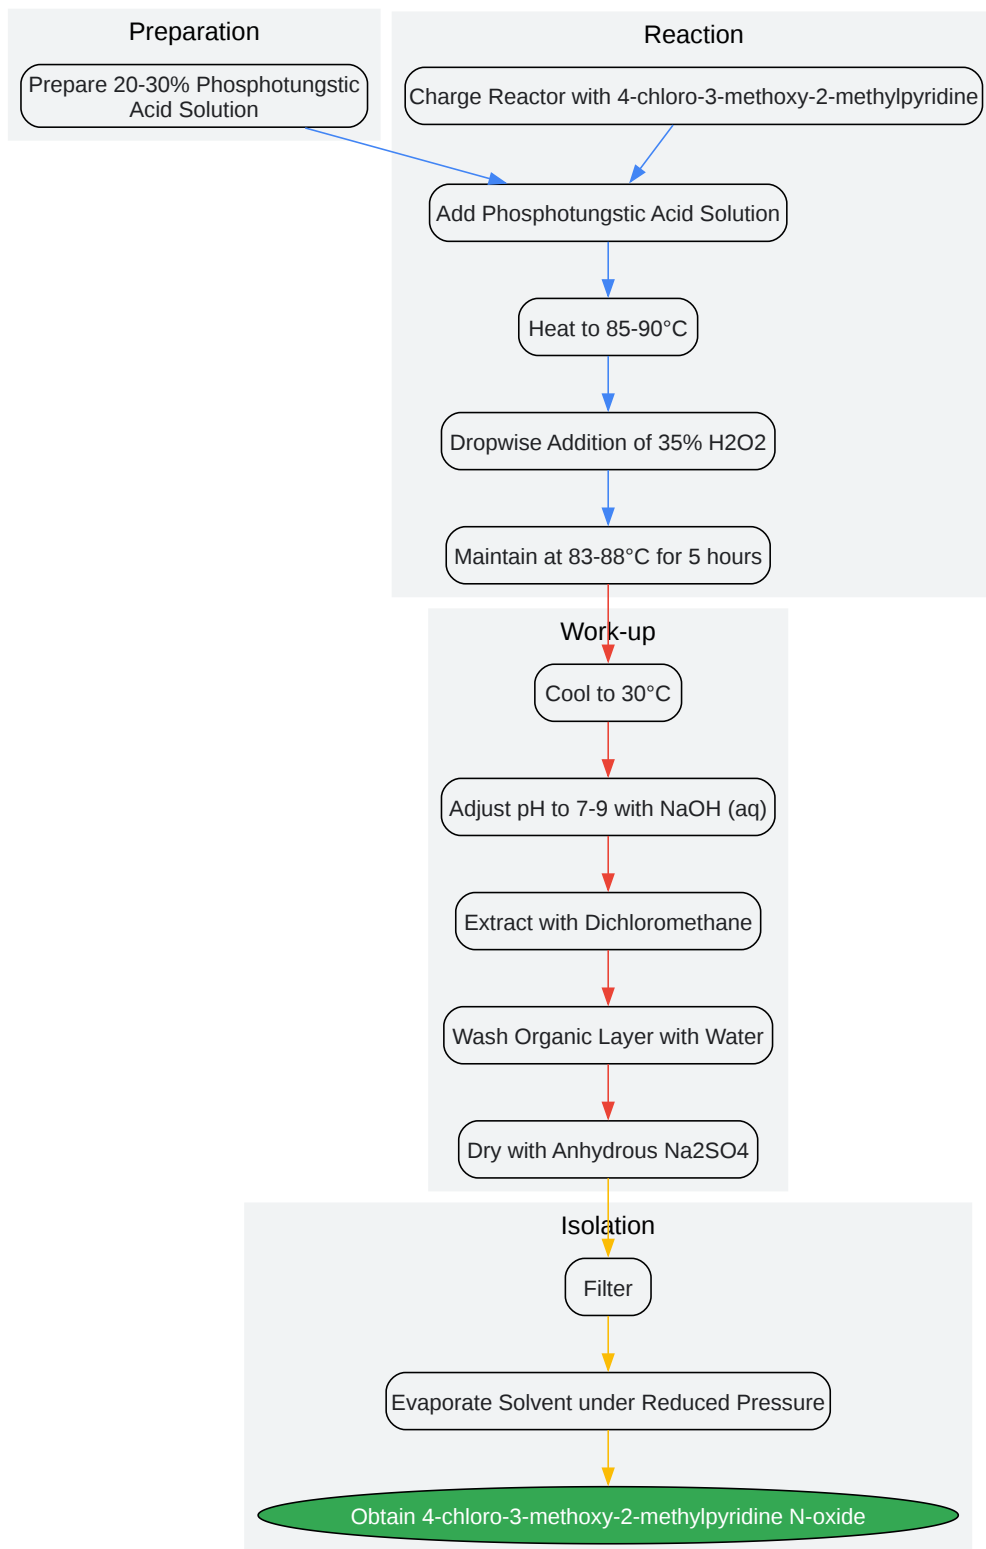 Preparation
Prepare 20-30% Phosphotungstic
Acid Solution
Reaction
Charge Reactor with 4-chloro-3-methoxy-2-methylpyridine
Add Phosphotungstic Acid Solution
Heat to 85-90°C
Dropwise Addition of 35% H2O2
Maintain at 83-88°C for 5 hours
Work-up
Cool to 30°C
Adjust pH to 7-9 with NaOH (aq)
Extract with Dichloromethane
Wash Organic Layer with Water
Dry with Anhydrous Na2SO4
Isolation
Filter
Evaporate Solvent under Reduced Pressure
Obtain 4-chloro-3-methoxy-2-methylpyridine N-oxide